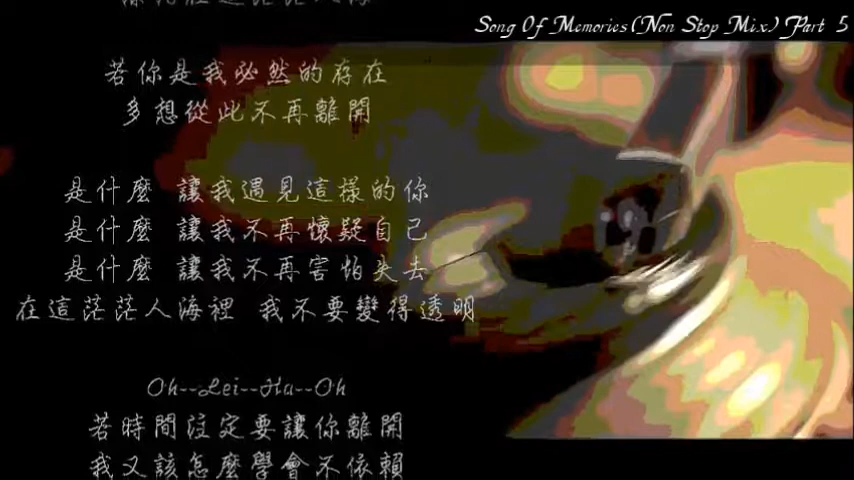 Song Of Memories(Non Stop Mix) Part 5
若你是我必然的存在
多想從此不再離開
是什麼 讓我遇見這樣的你
是什麼 讓我不再懷疑自己
是什麼 讓我不再害怕失去
在這茫茫人海裡 我不要變得透明
Oh--Lei--Ha--Oh
若時間注定要讓你離開
我又該怎麼學會不依賴